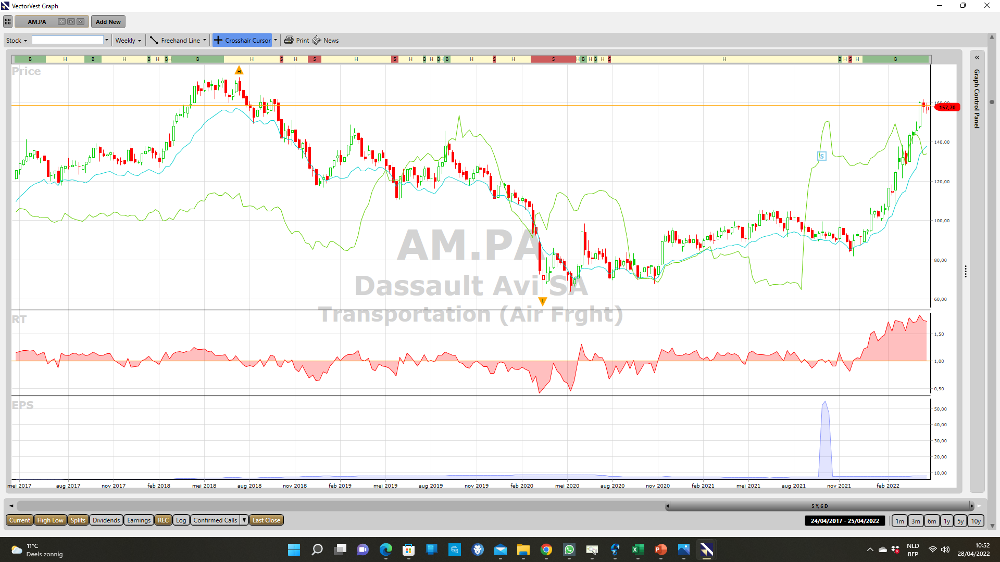 VectorVest Graph
AM.PA
Add New
Stock
Weekly
Freehand Line
Crosshair Cursor
Print
News
B H B H B H B H B H S H S H S H B H B H B H S H S H B H B H S H B H S H B
Price
H
160,00
157,70
140,00
S
120,00
100,00
80,00
60,00
AM.PA
Dassault Avi SA
L
Transportation (Air Frght)
RT
1,50
1,00
0,50
EPS
50,00
40,00
30,00
20,00
10,00
mei 2017 aug 2017 nov 2017 feb 2018 mei 2018 aug 2018 nov 2018 feb 2019 mei 2019 aug 2019 nov 2019 feb 2020 mei 2020 aug 2020 nov 2020 feb 2021 mei 2021 aug 2021 nov 2021 feb 2022
Graph Control Panel
5 Y, 6 D
Current High Low Splits Dividends Earnings REC Log Confirmed Calls Last Close
24/04/2017 - 25/04/2022
1m 3m 6m 1y 5y 10y
11°C
Deels zonnig
NLD
BEP
10:52
28/04/2022